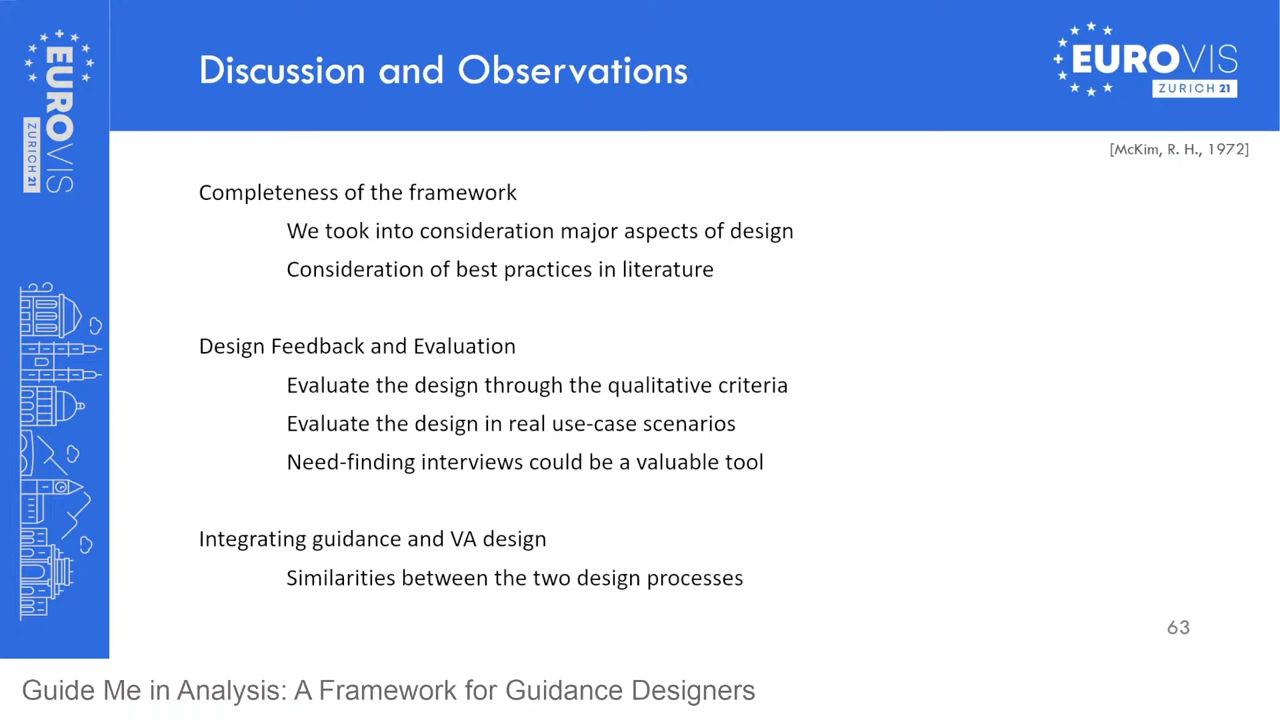 EUROVIS
ZURICH 21
Discussion and Observations
EUROVIS
ZURICH 21
[McKim, R. H., 1972]
Completeness of the framework
We took into consideration major aspects of design
Consideration of best practices in literature
Design Feedback and Evaluation
Evaluate the design through the qualitative criteria
Evaluate the design in real use-case scenarios
Need-finding interviews could be a valuable tool
Integrating guidance and VA design
Similarities between the two design processes
63
Guide Me in Analysis: A Framework for Guidance Designers